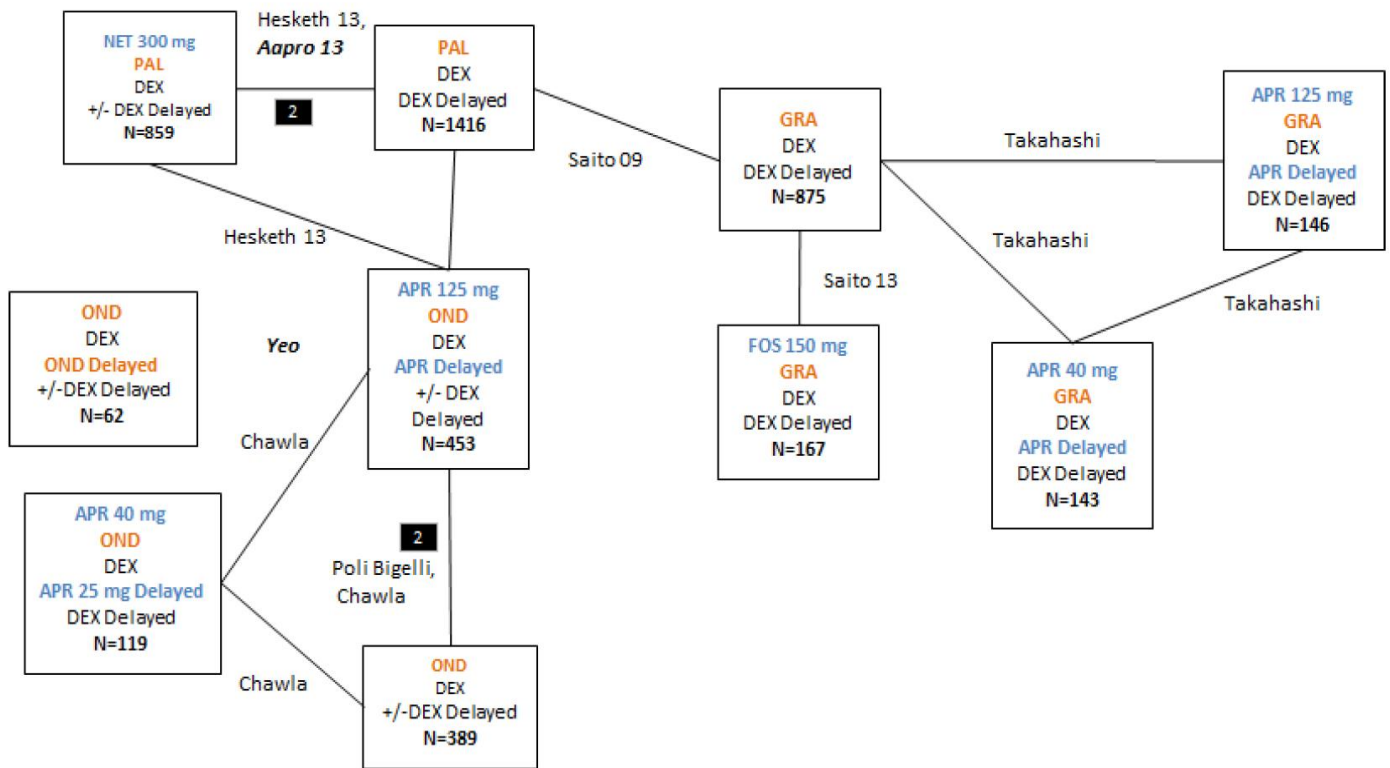 Hesketh 13,
Aapro 13
2
NET 300 mg
PAL
DEX
+/- DEX Delayed
N=859
PAL
DEX
DEX Delayed
N=1416
Saito 09
GRA
DEX
DEX Delayed
N=875
Takahashi
APR 125 mg
GRA
DEX
APR Delayed
DEX Delayed
N=146
Hesketh 13
Takahashi
Saito 13
Takahashi
OND
DEX
OND Delayed
+/-DEX Delayed
N=62
Yeo
APR 125 mg
OND
DEX
APR Delayed
+/- DEX
Delayed
N=453
FOS 150 mg
GRA
DEX
DEX Delayed
N=167
APR 40 mg
GRA
DEX
APR Delayed
DEX Delayed
N=143
Chawla
APR 40 mg
OND
DEX
APR 25 mg Delayed
DEX Delayed
N=119
2
Poli Bigelli,
Chawla
Chawla
OND
DEX
+/-DEX Delayed
N=389